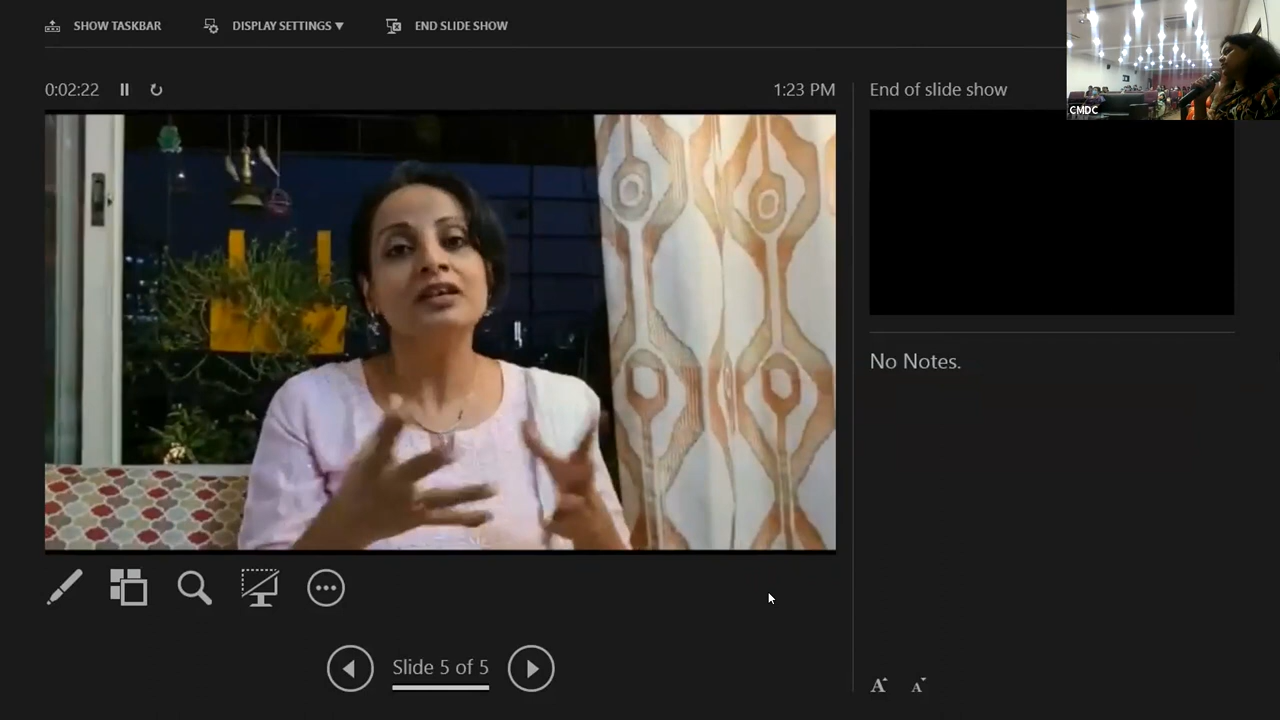 SHOW TASKBAR
DISPLAY SETTINGS ▼
END SLIDE SHOW
CMDC
0:02:22
1:23 PM
End of slide show
No Notes.
Slide 5 of 5
A
A